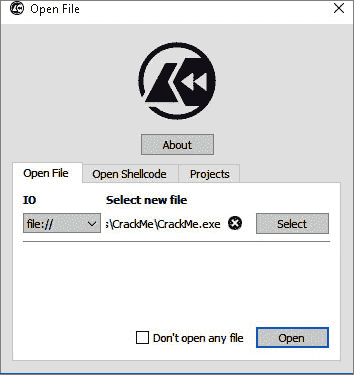 Open File
About
Open File Open Shellcode Projects
IO Select new file
file:// s\CrackMe\CrackMe.exe Select
Don't open any file Open